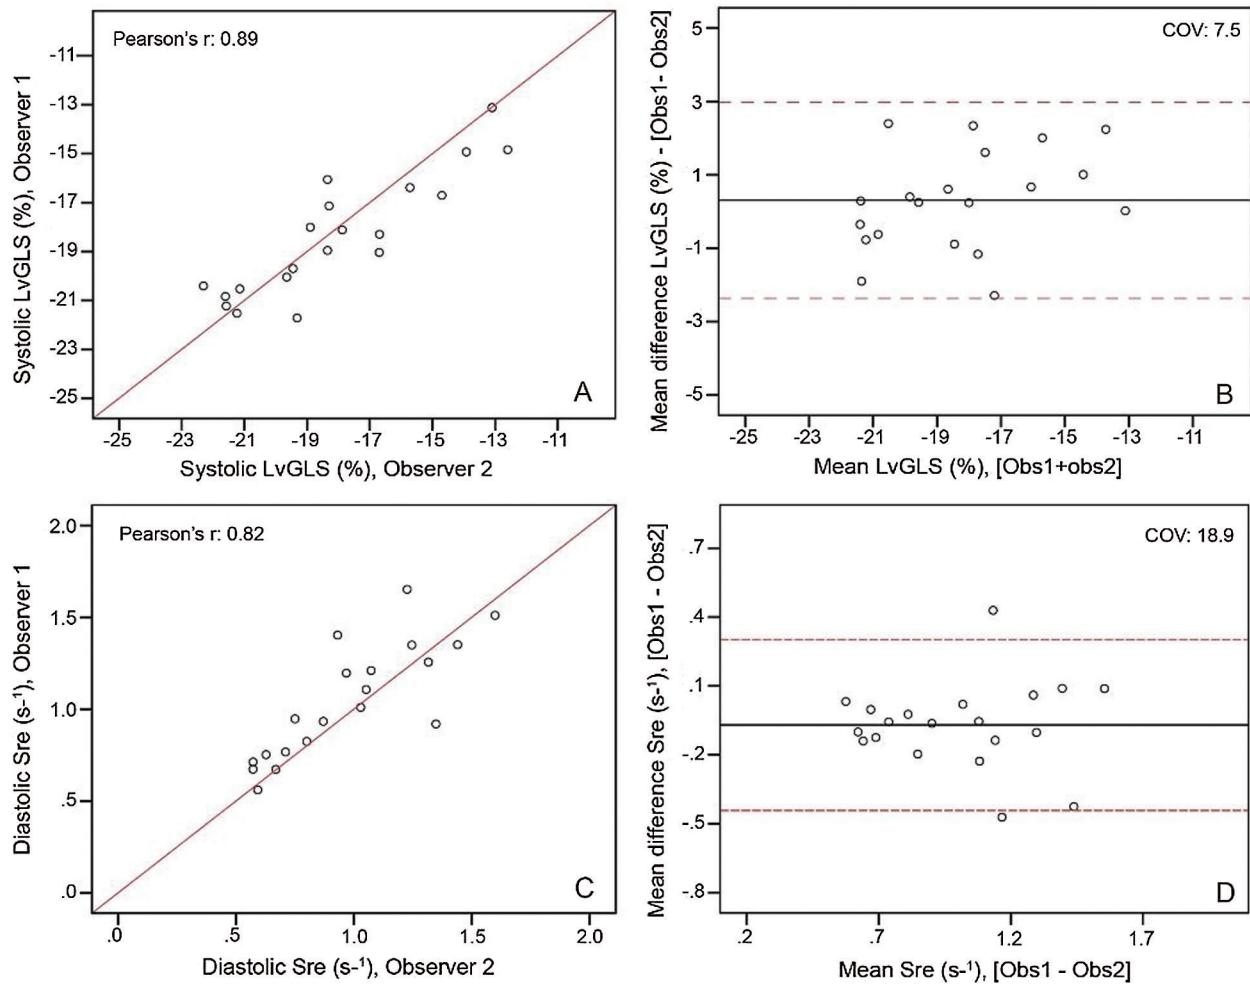 Pearson's r: 0.89
Systolic LvGLS (%), Observer 1
-11
-13
-15
-17
-19
-21
-23
-25
A
-25 -23 -21 -19 -17 -15 -13 -11
Systolic LvGLS (%), Observer 2
COV: 7.5
Mean difference LvGLS (%) - [Obs1- Obs2]
5
3
1
-1
-3
-5
B
-25 -23 -21 -19 -17 -15 -13 -11
Mean LvGLS (%), [Obs1+obs2]
Pearson's r: 0.82
Diastolic Sre (s-¹), Observer 1
2.0
1.5
1.0
.5
.0
C
.0 .5 1.0 1.5 2.0
Diastolic Sre (s-¹), Observer 2
COV: 18.9
Mean difference Sre (s-¹), [Obs1 - Obs2]
.7
.4
.1
-.2
-.5
-.8
D
.2 .7 1.2 1.7
Mean Sre (s-¹), [Obs1 - Obs2]